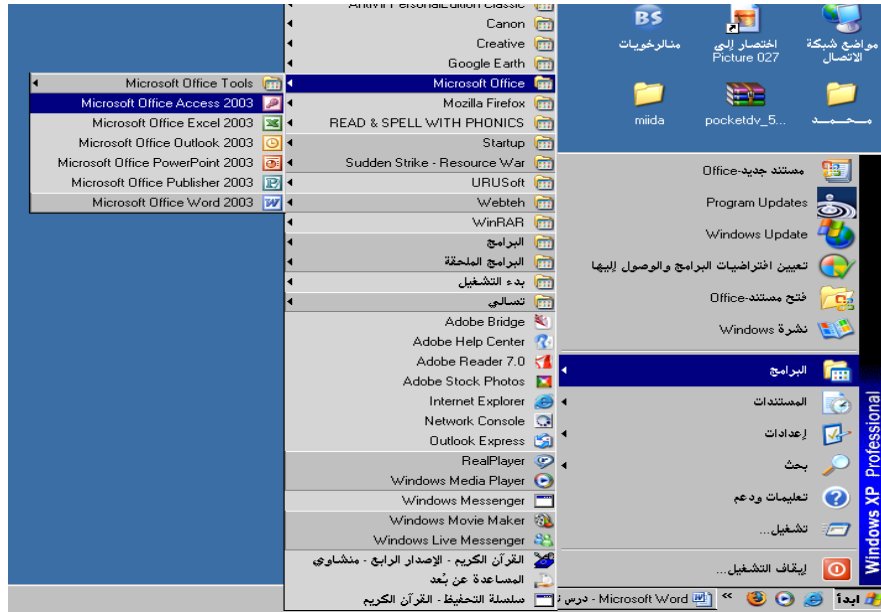 مواضع شبكة
الاتصال
اختصار إلى
Picture 027
منالرخويات
BS
مـحـمـد
pocketdv_5...
miida
مستند جديد-Office
Program Updates
Windows Update
تعيين افتراضيات البرامج والوصول إليها
فتح مستند-Office
نشرة Windows
البرامج
المستندات
إعدادات
بحث
تعليمات ودعم
تشغيل...
إيقاف التشغيل...
Windows XP Professional
AntiVir PersonalEdition Classic
Canon
Creative
Google Earth
Microsoft Office
Mozilla Firefox
READ & SPELL WITH PHONICS
Startup
Sudden Strike - Resource War
URUSoft
Webteh
WinRAR
البرامج
البرامج الملحقة
بدء التشغيل
تسالي
Adobe Bridge
Adobe Help Center
Adobe Reader 7.0
Adobe Stock Photos
Internet Explorer
Network Console
Outlook Express
RealPlayer
Windows Media Player
Windows Messenger
Windows Movie Maker
Windows Live Messenger
القرآن الكريم - الإصدار الرابع - منشاوي
المساعدة عن بُعد
سلسلة التحفيظ - القرآن الكريم
Microsoft Office Tools
Microsoft Office Access 2003
Microsoft Office Excel 2003
Microsoft Office Outlook 2003
Microsoft Office PowerPoint 2003
Microsoft Office Publisher 2003
Microsoft Office Word 2003
ابدأ
درس - Microsoft Word